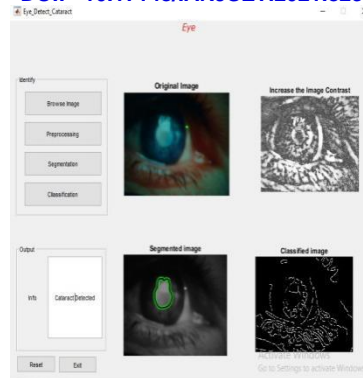 Eye_Detect_Cataract
Eye
Identify
Browse Image
Preprocessing
Segmentation
Classification
Original Image
Increase the Image Contrast
Output
Info
Cataract Detected
Segmented image
Classified image
Activate Windows
Go to Settings to activate Windows
Reset
Exit